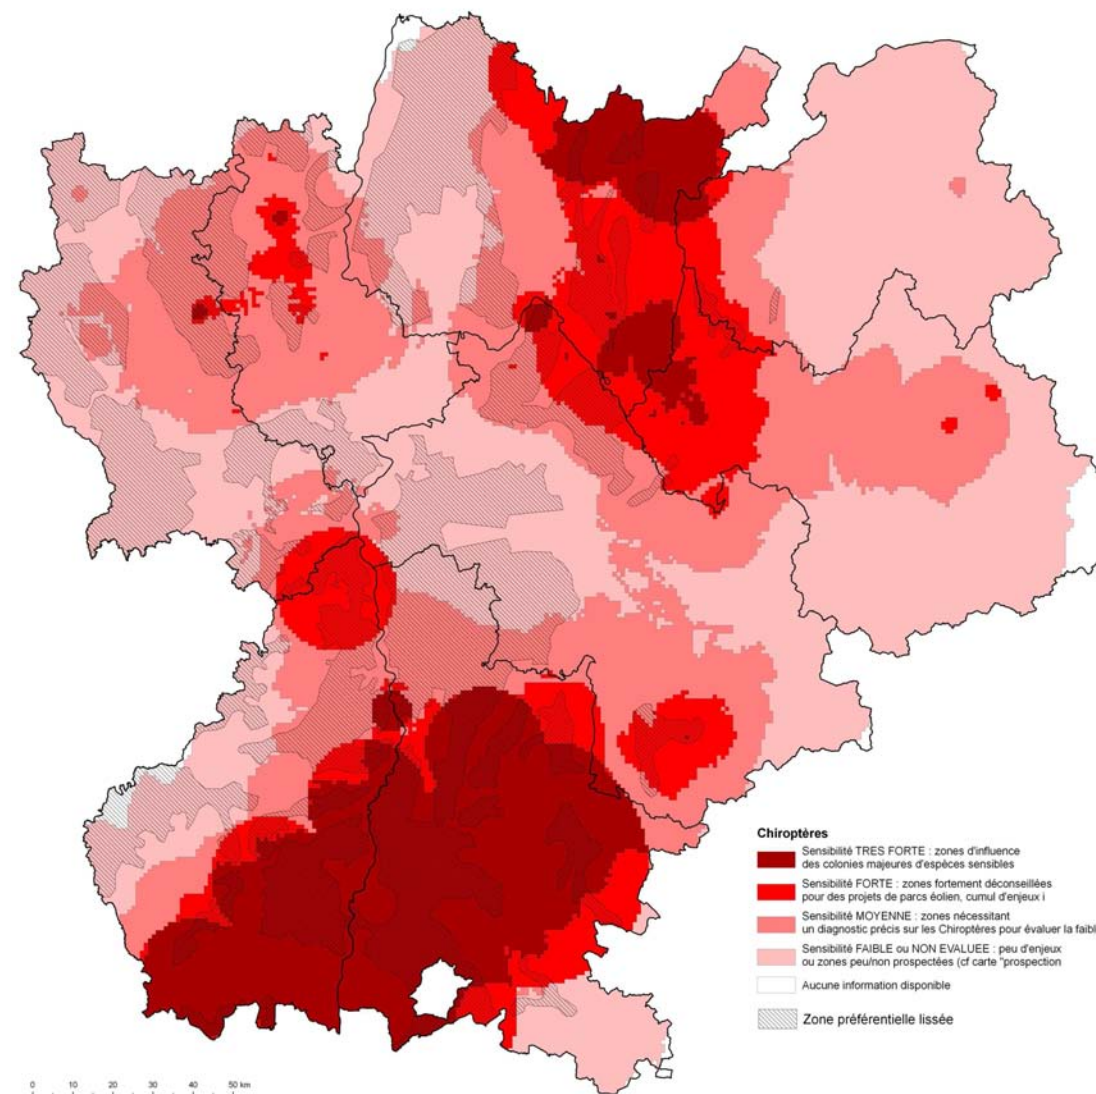 Chiroptères
Sensibilité TRES FORTE : zones d'influence
des colonies majeures d'espèces sensibles
Sensibilité FORTE : zones fortement déconseillées
pour des projets de parcs éolien, cumul d'enjeux i
Sensibilité MOYENNE : zones nécessitant
un diagnostic précis sur les Chiroptères pour évaluer la faibl
Sensibilité FAIBLE ou NON EVALUEE : peu d'enjeux
ou zones peu/non prospectées (cf carte "prospection
Aucune information disponible
Zone préférentielle lissée
0 10 20 30 40 50 km